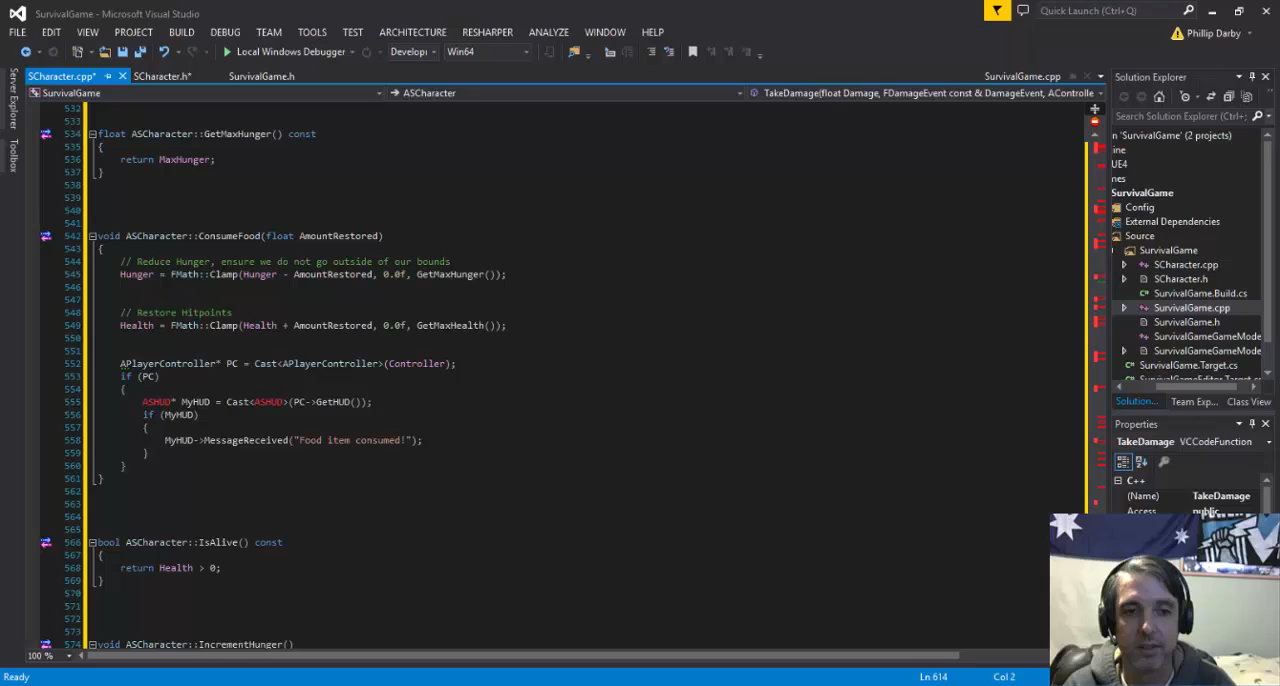 SurvivalGame - Microsoft Visual Studio
Quick Launch (Ctrl+Q)
FILE EDIT VIEW PROJECT BUILD DEBUG TEAM TOOLS TEST ARCHITECTURE RESHARPER ANALYZE WINDOW HELP
Phillip Darby
Local Windows Debugger
Develop
Win64
Server Explorer
Toolbox
SCharacter.cpp*
SCharacter.h*
SurvivalGame.h
SurvivalGame.cpp
SurvivalGame
ASCharacter
TakeDamage(float Damage, FDamageEvent const & DamageEvent, AControlle
532
533
534 float ASCharacter::GetMaxHunger() const
535 {
536 return MaxHunger;
537 }
538
539
540
541
542 void ASCharacter::ConsumeFood(float AmountRestored)
543 {
544 // Reduce Hunger, ensure we do not go outside of our bounds
545 Hunger = FMath::Clamp(Hunger - AmountRestored, 0.0f, GetMaxHunger());
546
547
548 // Restore Hitpoints
549 Health = FMath::Clamp(Health + AmountRestored, 0.0f, GetMaxHealth());
550
551
552 APlayerController* PC = Cast<APlayerController>(Controller);
553 if (PC)
554 {
555 ASHUD* MyHUD = Cast<ASHUD>(PC->GetHUD());
556 if (MyHUD)
557 {
558 MyHUD->MessageReceived("Food item consumed!");
559 }
560 }
561 }
562
563
564
565
566 bool ASCharacter::IsAlive() const
567 {
568 return Health > 0;
569 }
570
571
572
573
574 void ASCharacter::IncrementHunger()
100 %
Ready
Ln 614
Col 2
Solution Explorer
Search Solution Explorer (Ctrl+;
n 'SurvivalGame' (2 projects)
ine
UE4
mes
SurvivalGame
Config
External Dependencies
Source
SurvivalGame
SCharacter.cpp
SCharacter.h
SurvivalGame.Build.cs
SurvivalGame.cpp
SurvivalGame.h
SurvivalGameGameMode
SurvivalGameGameMode
SurvivalGame.Target.cs
SurvivalGameEditor.Target.cs
Solution...
Team Exp...
Class View
Properties
TakeDamage VCCodeFunction
C++
(Name) TakeDamage
Access public